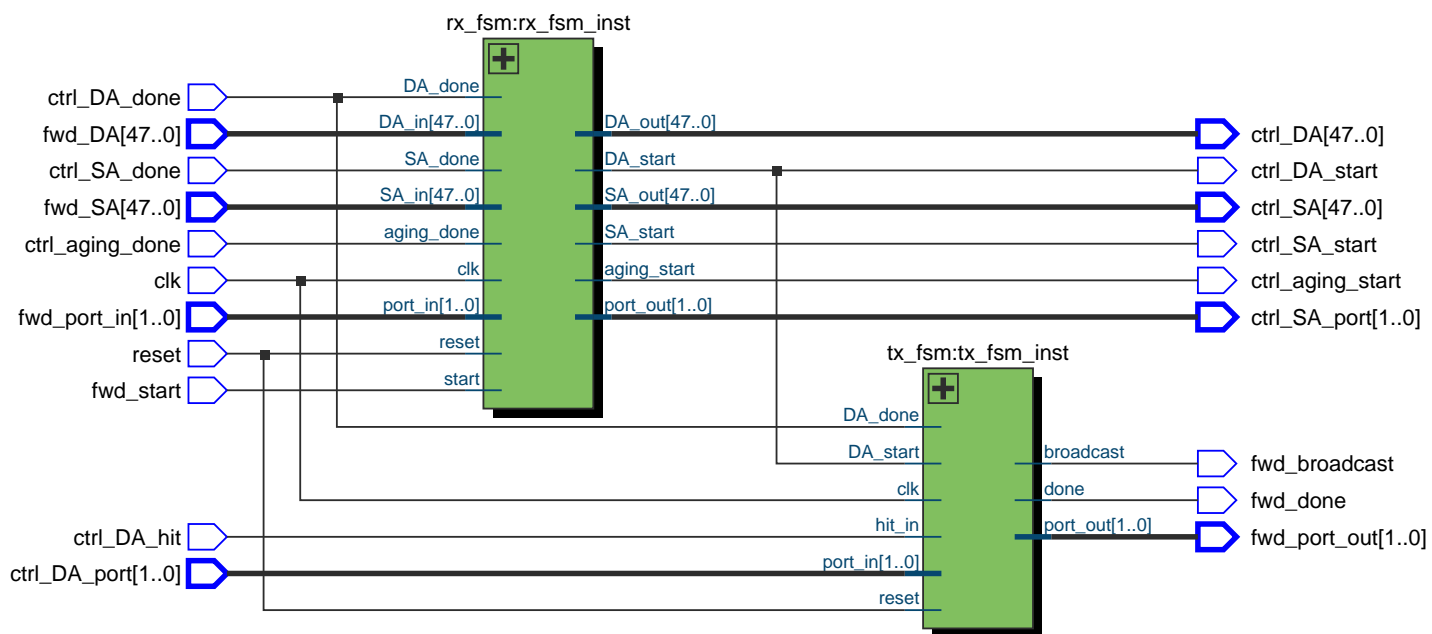 rx_fsm:rx_fsm_inst
ctrl_DA_done
DA_done
fwd_DA[47..0]
DA_in[47..0]
DA_out[47..0]
ctrl_DA[47..0]
ctrl_SA_done
SA_done
DA_start
ctrl_DA_start
fwd_SA[47..0]
SA_in[47..0]
SA_out[47..0]
ctrl_SA[47..0]
ctrl_aging_done
aging_done
SA_start
ctrl_SA_start
clk
clk
aging_start
ctrl_aging_start
fwd_port_in[1..0]
port_in[1..0]
port_out[1..0]
ctrl_SA_port[1..0]
reset
reset
tx_fsm:tx_fsm_inst
fwd_start
start
DA_done
DA_start
broadcast
fwd_broadcast
clk
done
fwd_done
ctrl_DA_hit
hit_in
port_out[1..0]
fwd_port_out[1..0]
ctrl_DA_port[1..0]
port_in[1..0]
reset